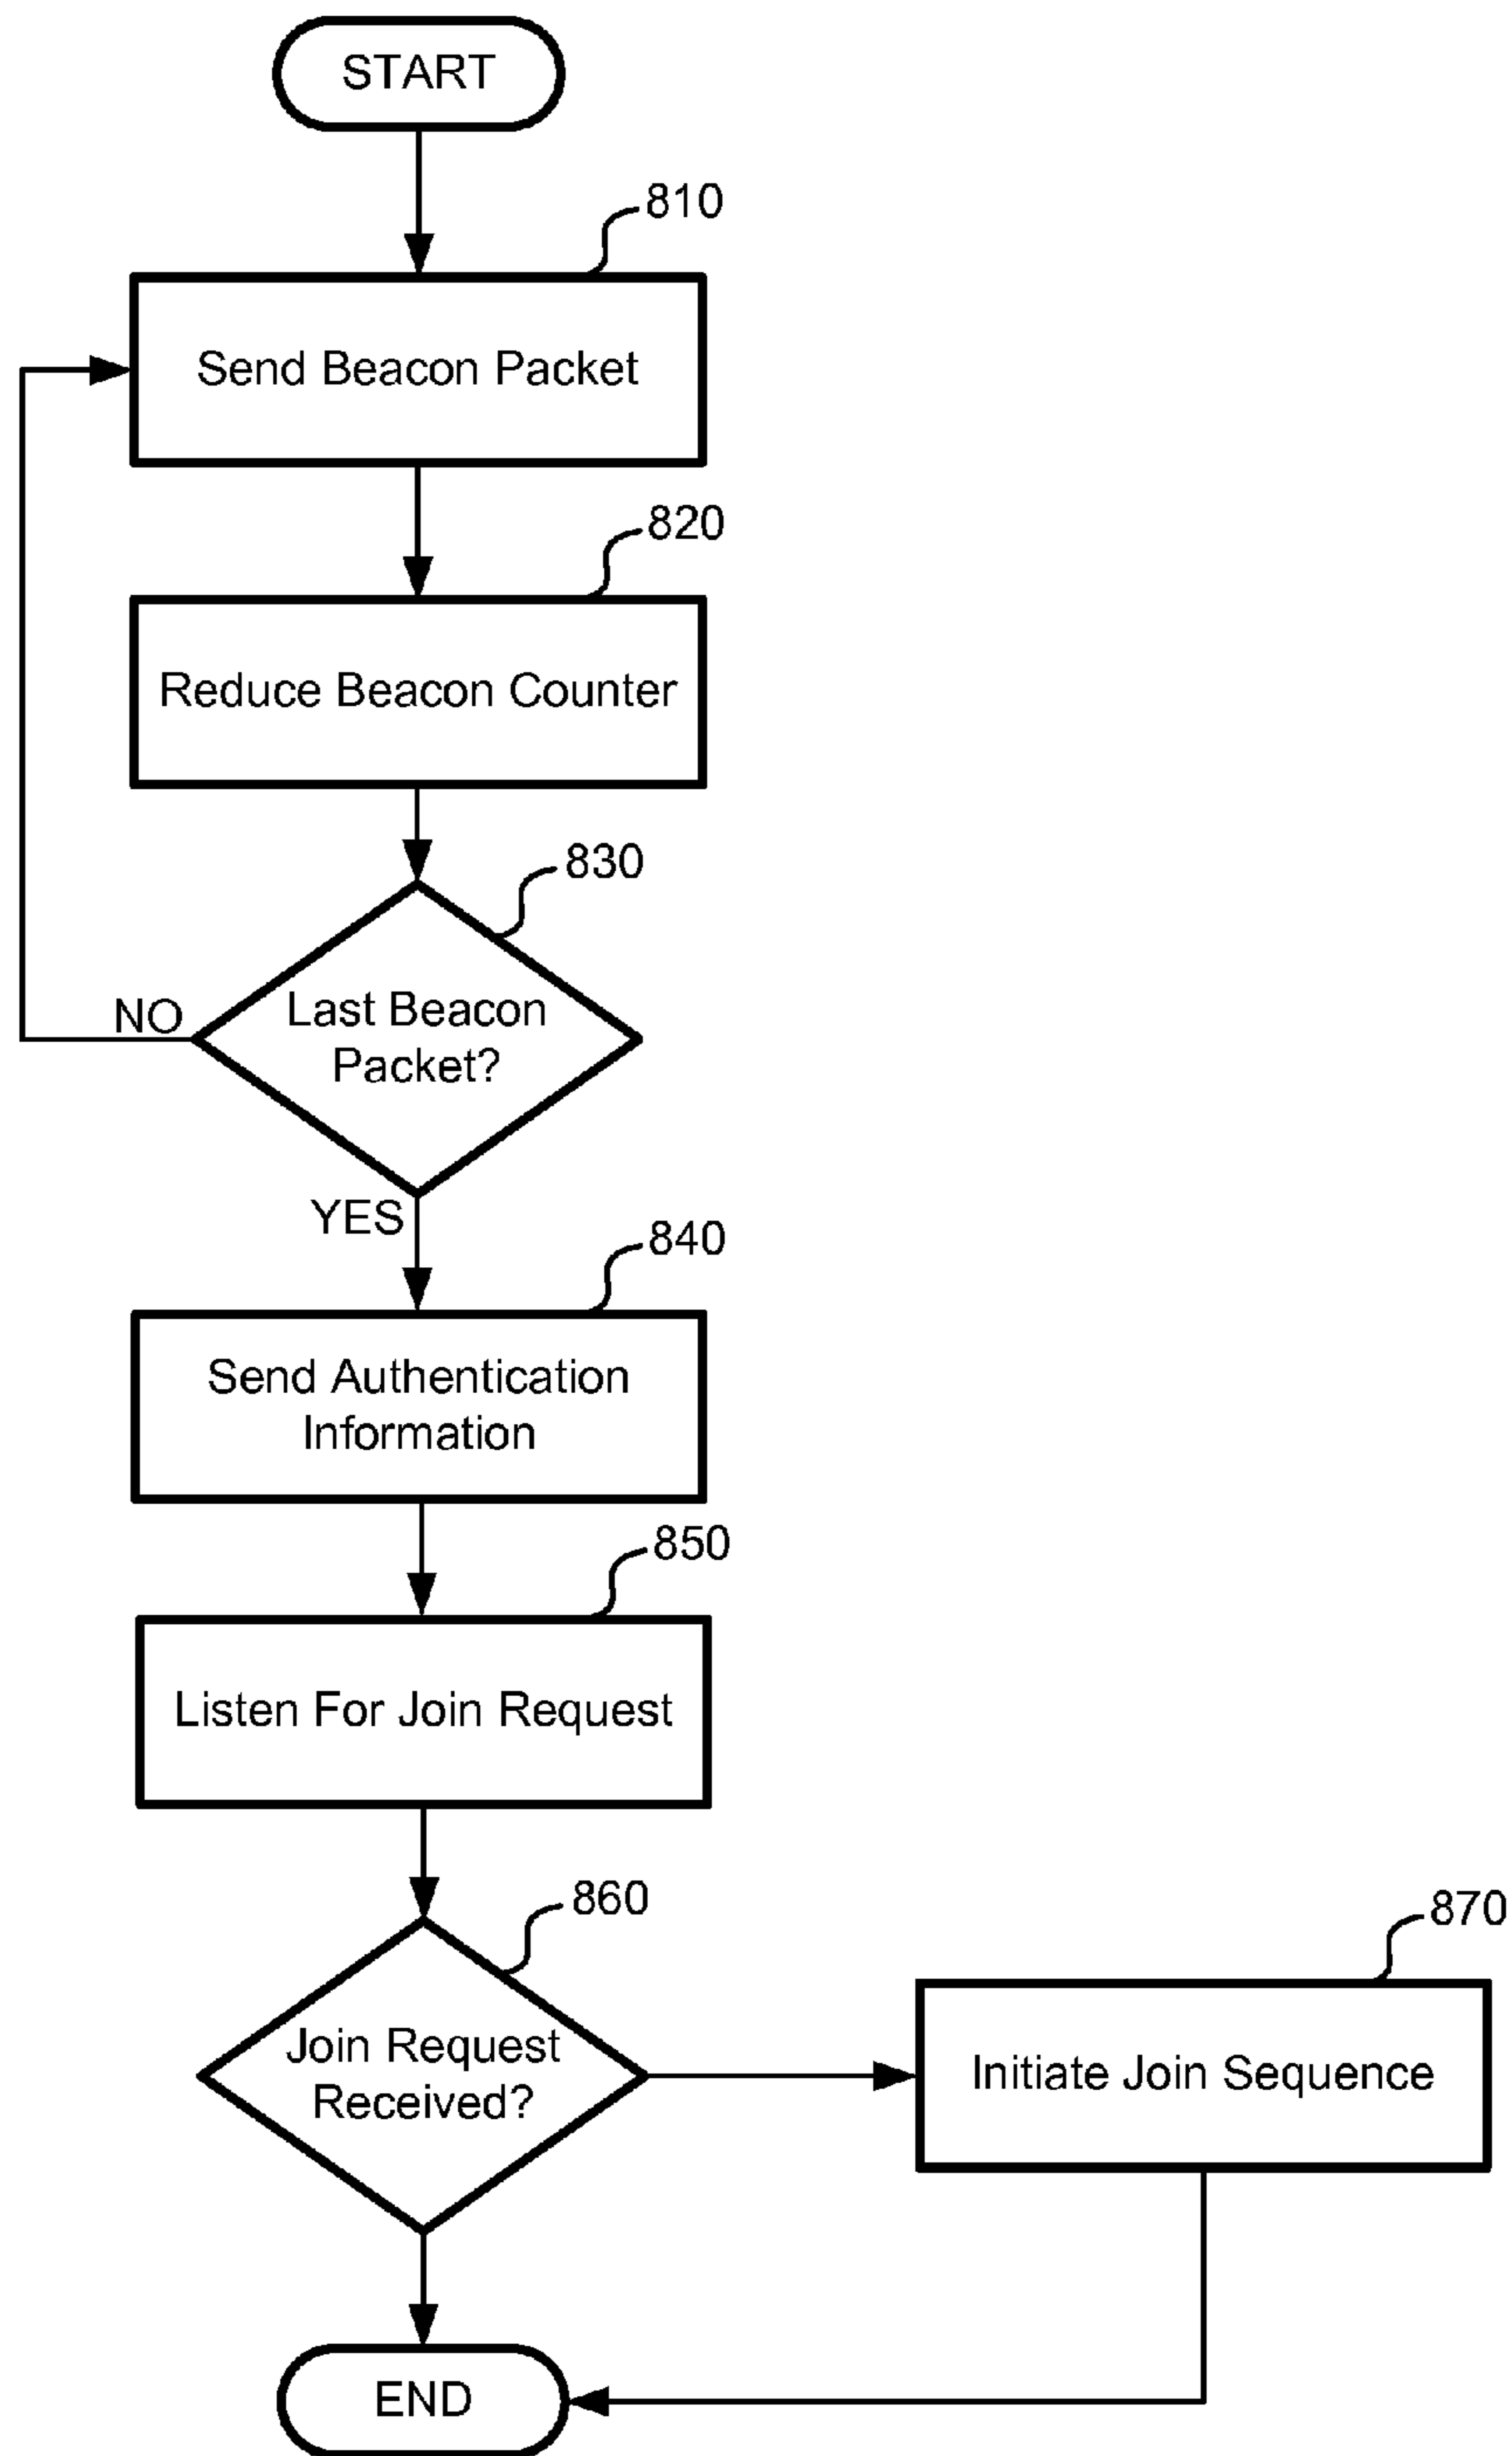 START
810
Send Beacon Packet
820
Reduce Beacon Counter
830
Last Beacon
Packet?
NO
YES
840
Send Authentication
Information
850
Listen For Join Request
860
Join Request
Received?
870
Initiate Join Sequence
END